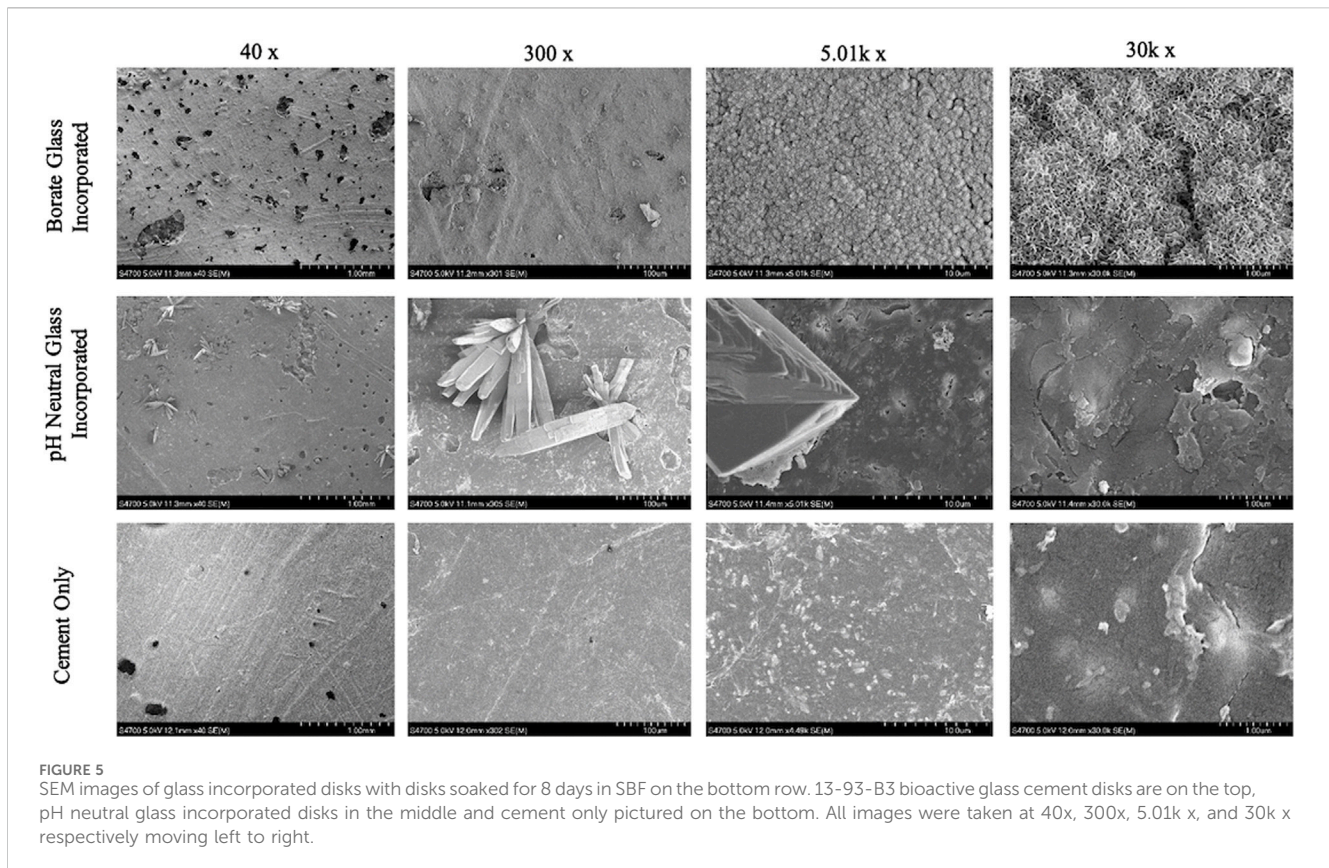 40 x
300 x
5.01k x
30k x
Borate Glass
Incorporated
S4700 5.0kV 11.3mm x40 SE(M)
1.00mm
S4700 5.0kV 11.2mm x301 SE(M)
100um
S4700 5.0kV 11.3mm x5.01k SE(M)
10.0um
S4700 5.0kV 11.3mm x30.0k SE(M)
1.00um
pH Neutral Glass
Incorporated
S4700 5.0kV 11.3mm x40 SE(M)
1.00mm
S4700 5.0kV 11.1mm x305 SE(M)
100um
S4700 5.0kV 11.4mm x5.01k SE(M)
10.0um
S4700 5.0kV 11.4mm x30.0k SE(M)
1.00um
Cement Only
S4700 5.0kV 12.1mm x40 SE(M)
1.00mm
S4700 5.0kV 12.0mm x302 SE(M)
100um
S4700 5.0kV 12.0mm x4.49k SE(M)
10.0um
S4700 5.0kV 12.0mm x30.0k SE(M)
1.00um
FIGURE 5
SEM images of glass incorporated disks with disks soaked for 8 days in SBF on the bottom row. 13-93-B3 bioactive glass cement disks are on the top,
pH neutral glass incorporated disks in the middle and cement only pictured on the bottom. All images were taken at 40x, 300x, 5.01k x, and 30k x
respectively moving left to right.